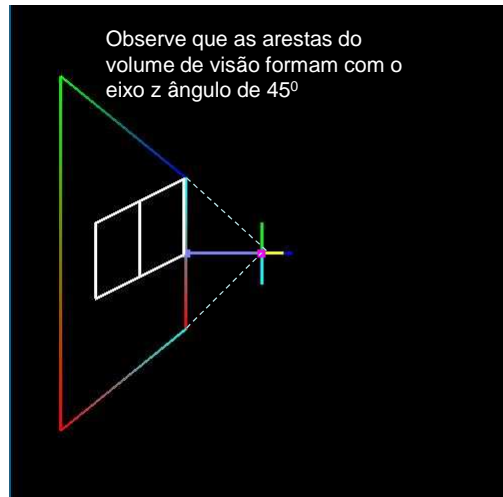 Observe que as arestas do
volume de visão formam com o
eixo z ângulo de 45⁰